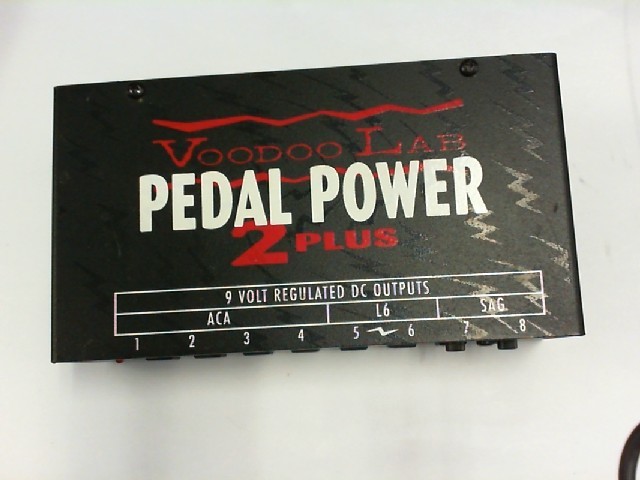 VOODOO LAB
PEDAL POWER
2 PLUS
9 VOLT REGULATED DC OUTPUTS
ACA L6 SAG
1 2 3 4 5 6 7 8